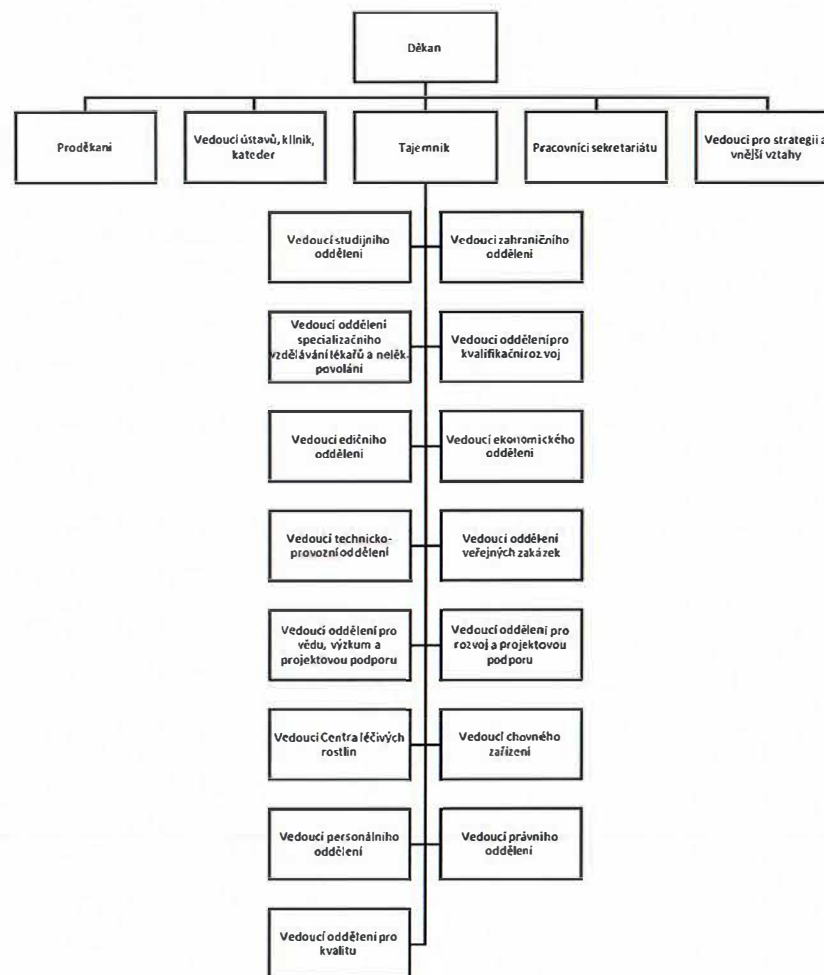 Děkan
Proděkani
Vedoucí ústavů, klinik,
kateder
Tajemník
Pracovníci sekretariátu
Vedoucí pro strategii a
vnější vztahy
Vedoucí studijního
oddělení
Vedoucí zahraničního
oddělení
Vedoucí oddělení
specializačního
vzdělávání lékařů a nelék.
povolání
Vedoucí oddělení pro
kvalifikační rozvoj
Vedoucí edičního
oddělení
Vedoucí ekonomického
oddělení
Vedoucí technicko-
provozní oddělení
Vedoucí oddělení
veřejných zakázek
Vedoucí oddělení pro
vědu, výzkum a
projektovou podporu
Vedoucí oddělení pro
rozvoj a projektovou
podporu
Vedoucí Centra léčivých
rostlin
Vedoucí chovného
zařízení
Vedoucí personálního
oddělení
Vedoucí právního
oddělení
Vedoucí oddělení pro
kvalitu